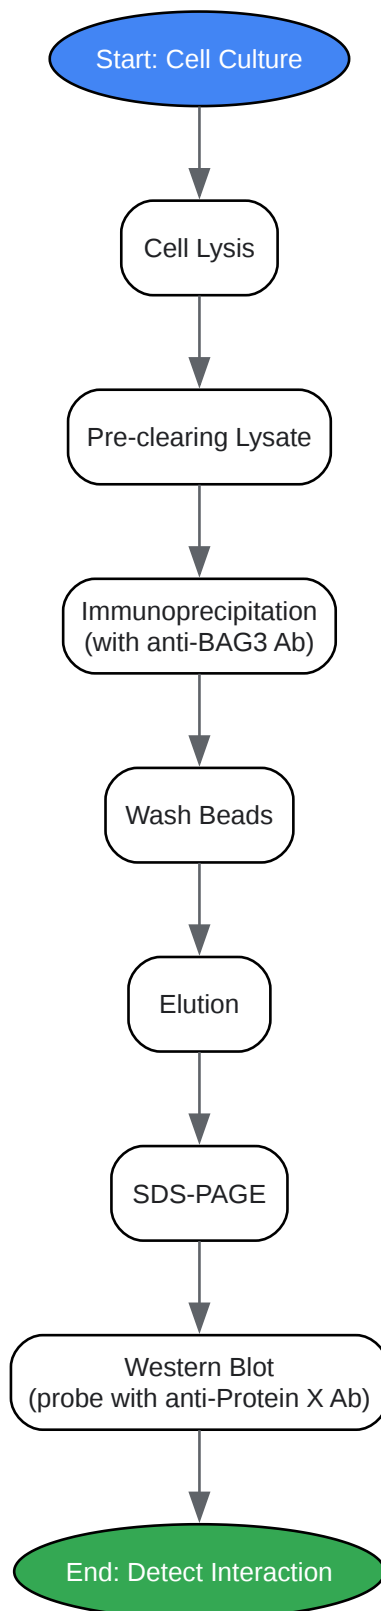 Start: Cell Culture
Cell Lysis
Pre-clearing Lysate
Immunoprecipitation
(with anti-BAG3 Ab)
Wash Beads
Elution
SDS-PAGE
Western Blot
(probe with anti-Protein X Ab)
End: Detect Interaction